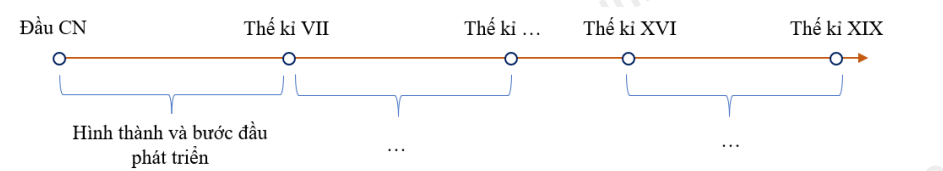 Đầu CN
Thế kỉ VII
Thế kỉ …
Thế kỉ XVI
Thế kỉ XIX
Hình thành và bước đầu
phát triển
…
…